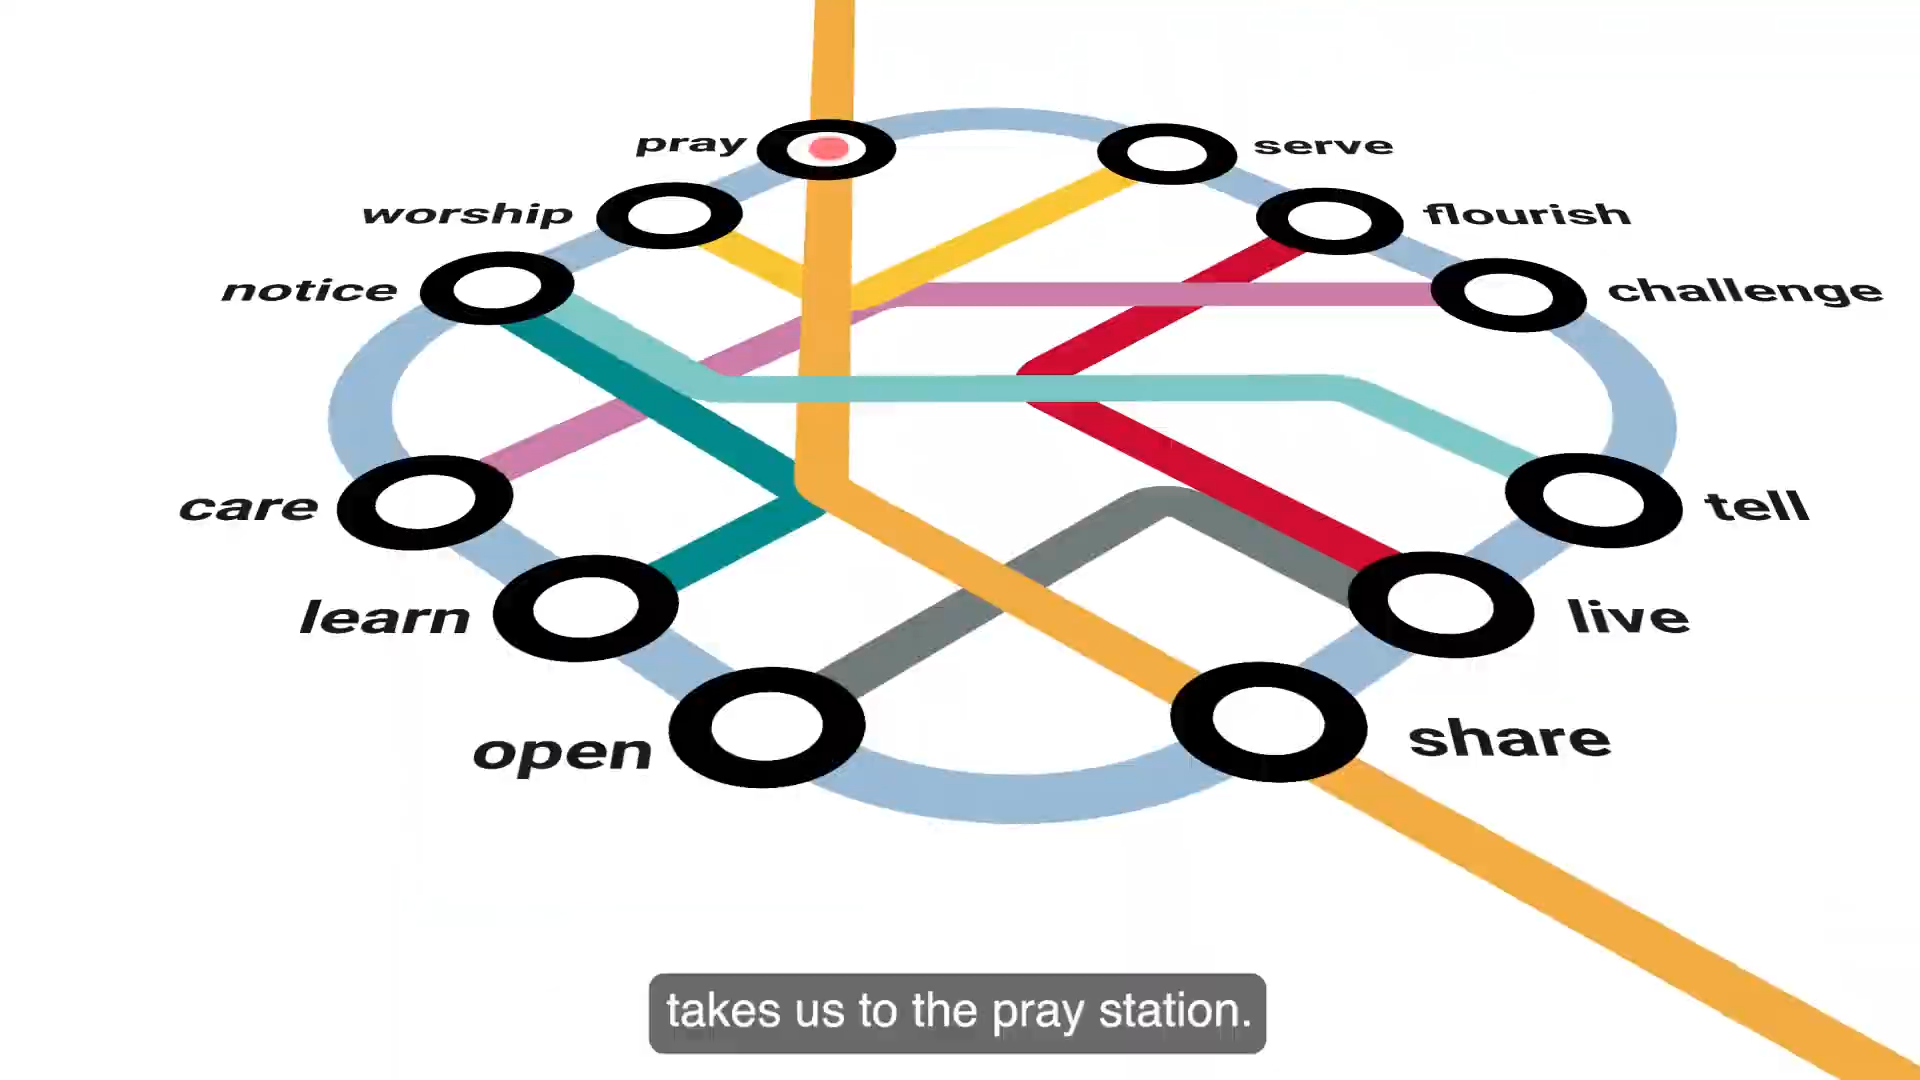 pray
serve
worship
flourish
notice
challenge
care
tell
learn
live
open
share
takes us to the pray station.